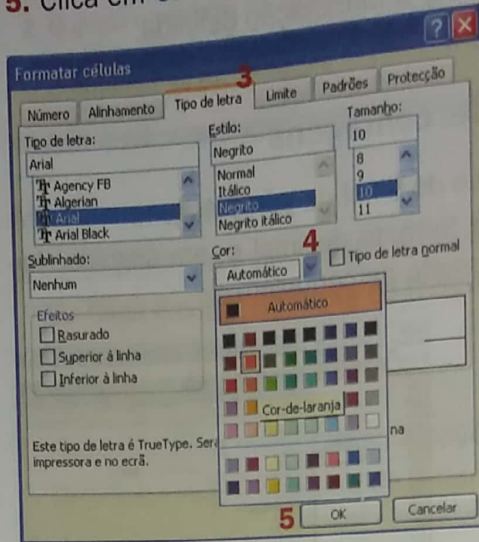 5. Clica em
Formatar células
3
Número Alinhamento Tipo de letra Limite Padrões Protecção
Tipo de letra: Estilo: Tamanho:
Arial Negrito 10
Agency FB Normal 8
Algerian Itálico 9
Arial Negrito 10
Arial Black Negrito itálico 11
Sublinhado: Cor: 4
Nenhum Automático Tipo de letra normal
Automático
Efeitos
Rasurado
Superior á linha
Inferior à linha
Cor-de-laranja
Este tipo de letra é TrueType. na
impressora e no ecrã.
5 OK Cancelar